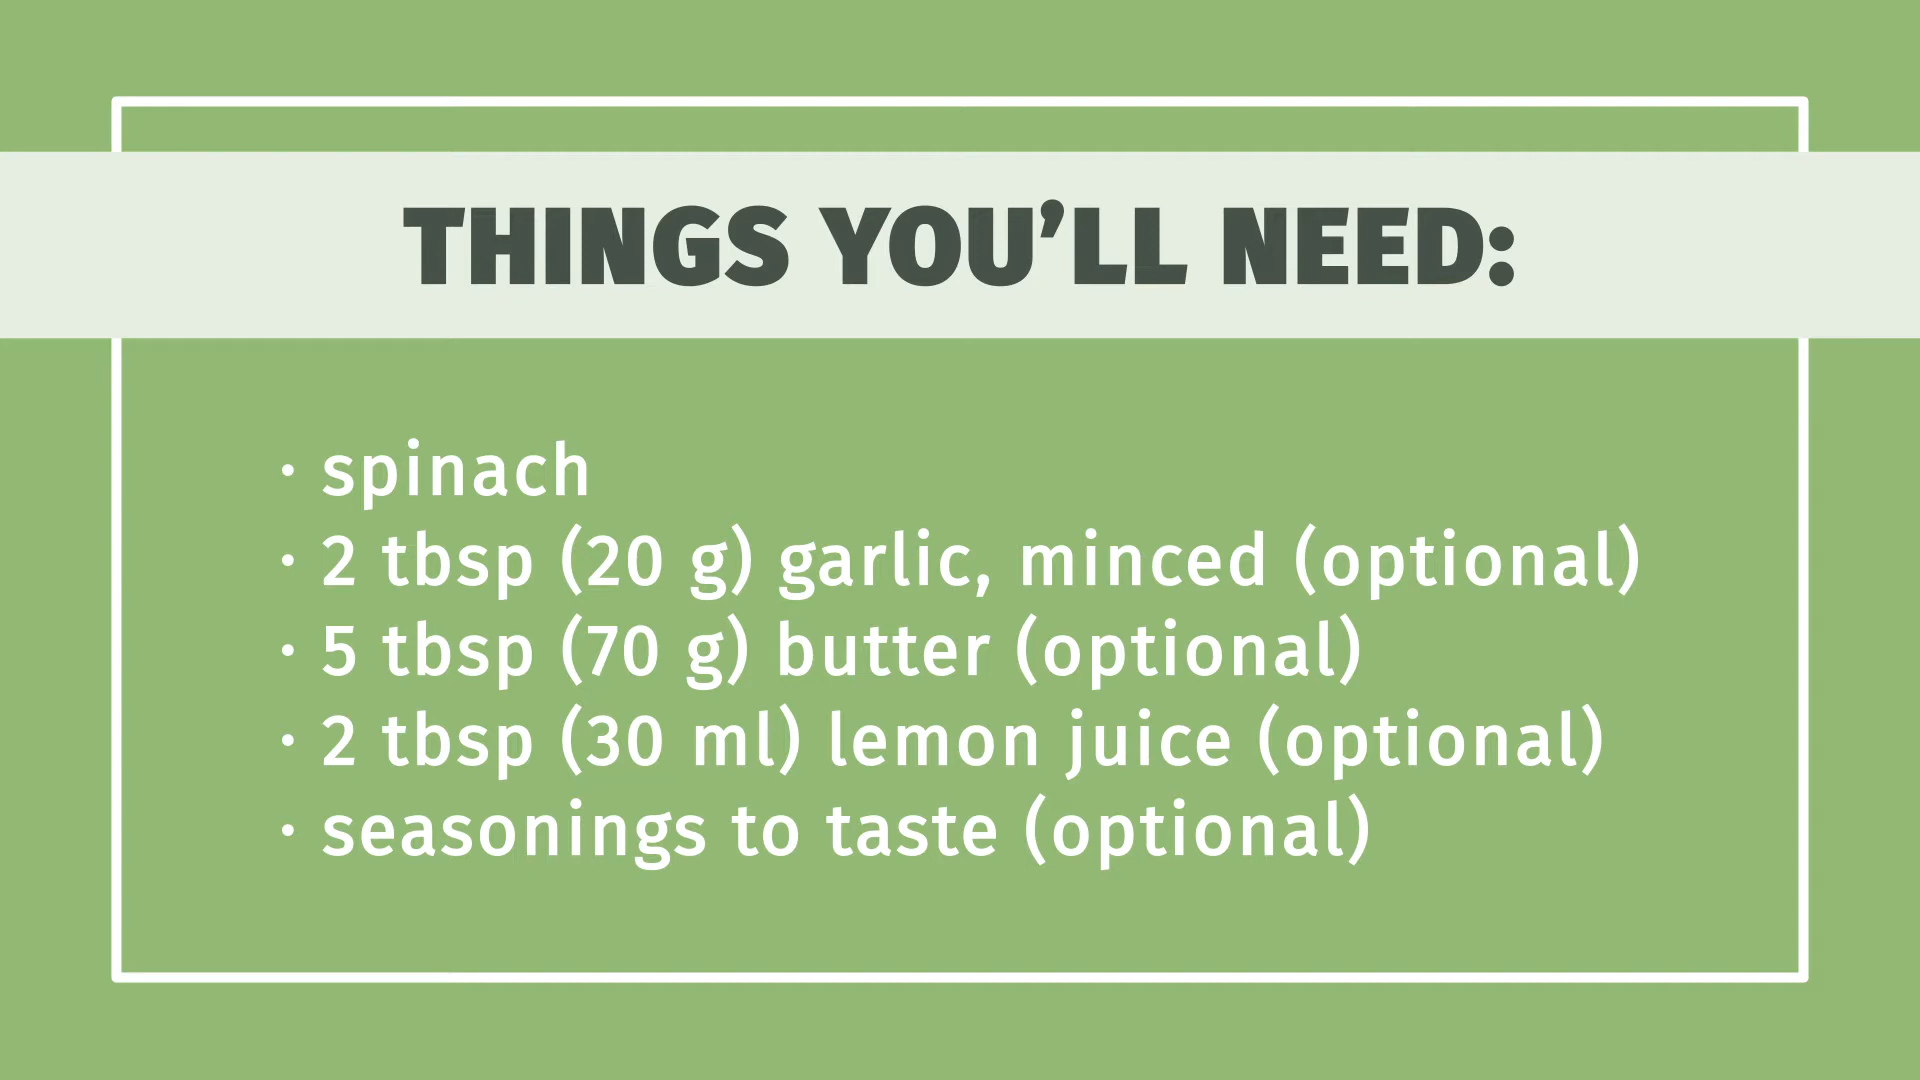 THINGS YOU’LL NEED:
· spinach
· 2 tbsp (20 g) garlic, minced (optional)
· 5 tbsp (70 g) butter (optional)
· 2 tbsp (30 ml) lemon juice (optional)
· seasonings to taste (optional)